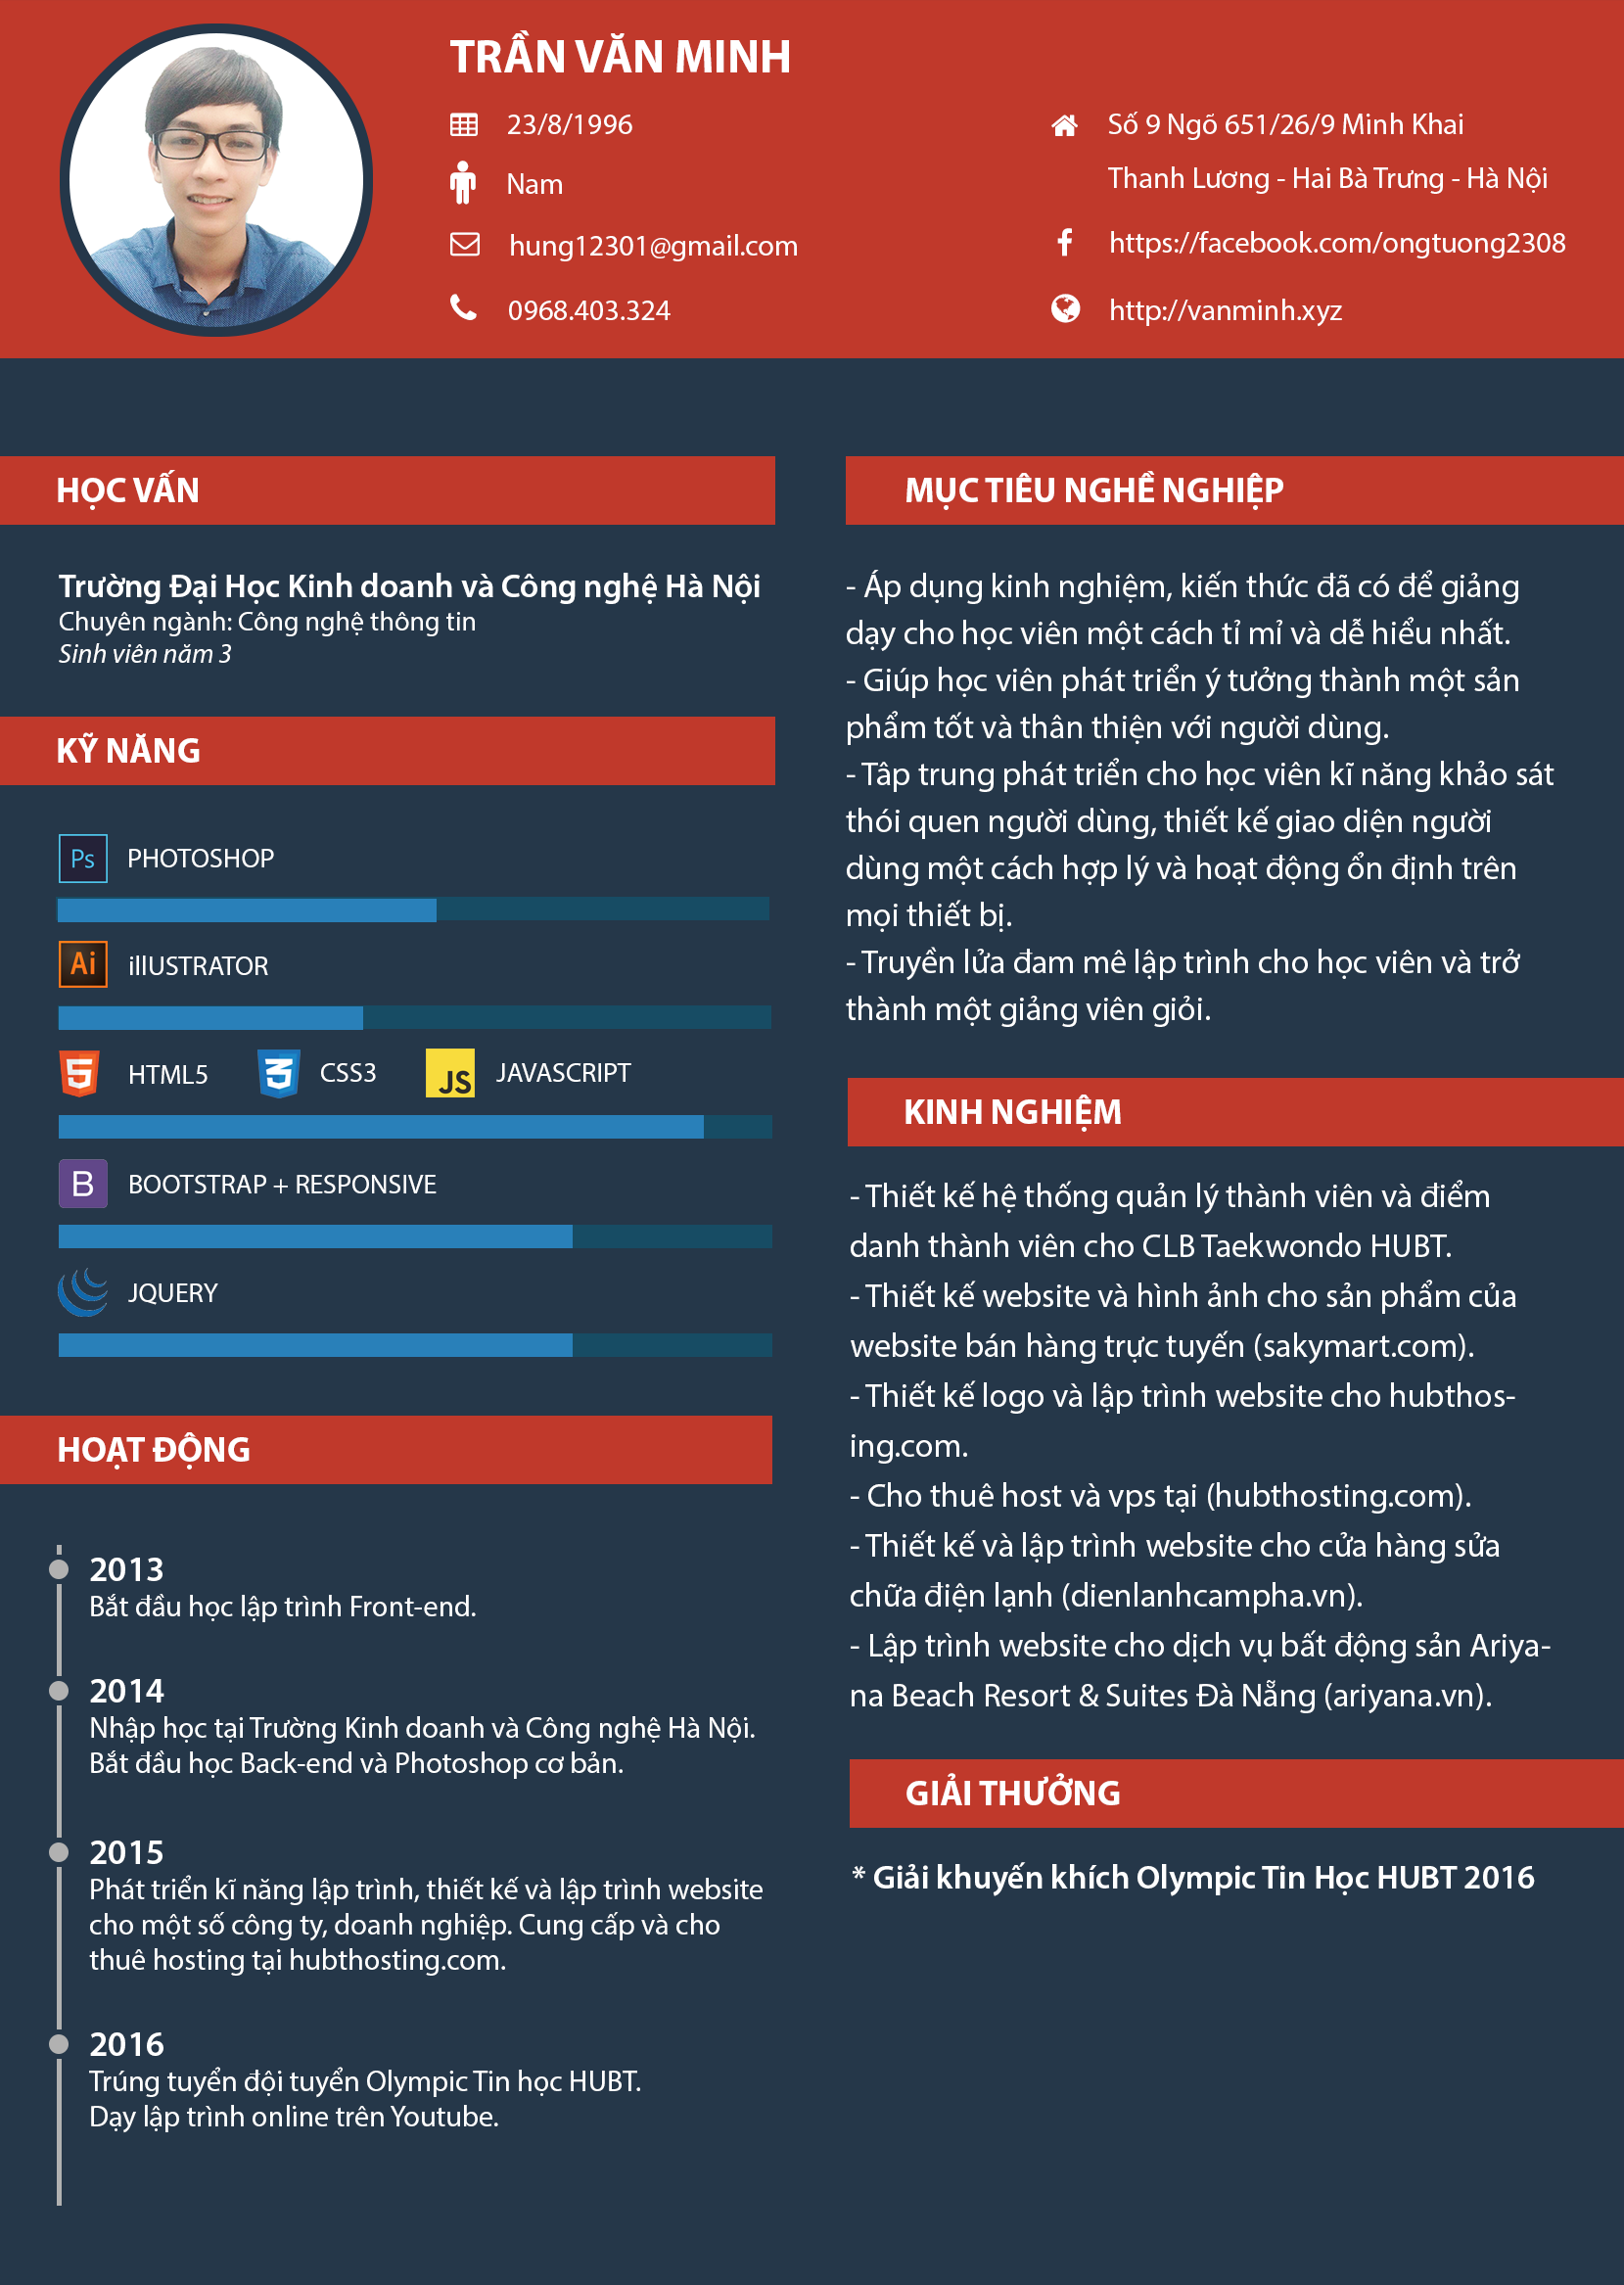 TRẦN VĂN MINH
23/8/1996
Nam
hung12301@gmail.com
0968.403.324
Số 9 Ngõ 651/26/9 Minh Khai
Thanh Lương - Hai Bà Trưng - Hà Nội
https://facebook.com/ongtuong2308
http://vanminh.xyz
HỌC VẤN
Trường Đại Học Kinh doanh và Công nghệ Hà Nội
Chuyên ngành: Công nghệ thông tin
Sinh viên năm 3
KỸ NĂNG
Ps PHOTOSHOP
Ai illUSTRATOR
5 HTML5 3 CSS3 JS JAVASCRIPT
B BOOTSTRAP + RESPONSIVE
JQUERY
HOẠT ĐỘNG
2013
Bắt đầu học lập trình Front-end.
2014
Nhập học tại Trường Kinh doanh và Công nghệ Hà Nội.
Bắt đầu học Back-end và Photoshop cơ bản.
2015
Phát triển kĩ năng lập trình, thiết kế và lập trình website
cho một số công ty, doanh nghiệp. Cung cấp và cho
thuê hosting tại hubthosting.com.
2016
Trúng tuyển đội tuyển Olympic Tin học HUBT.
Dạy lập trình online trên Youtube.
MỤC TIÊU NGHỀ NGHIỆP
- Áp dụng kinh nghiệm, kiến thức đã có để giảng
dạy cho học viên một cách tỉ mỉ và dễ hiểu nhất.
- Giúp học viên phát triển ý tưởng thành một sản
phẩm tốt và thân thiện với người dùng.
- Tâp trung phát triển cho học viên kĩ năng khảo sát
thói quen người dùng, thiết kế giao diện người
dùng một cách hợp lý và hoạt động ổn định trên
mọi thiết bị.
- Truyền lửa đam mê lập trình cho học viên và trở
thành một giảng viên giỏi.
KINH NGHIỆM
- Thiết kế hệ thống quản lý thành viên và điểm
danh thành viên cho CLB Taekwondo HUBT.
- Thiết kế website và hình ảnh cho sản phẩm của
website bán hàng trực tuyến (sakymart.com).
- Thiết kế logo và lập trình website cho hubthos-
ing.com.
- Cho thuê host và vps tại (hubthosting.com).
- Thiết kế và lập trình website cho cửa hàng sửa
chữa điện lạnh (dienlanhcampha.vn).
- Lập trình website cho dịch vụ bất động sản Ariya-
na Beach Resort & Suites Đà Nẵng (ariyana.vn).
GIẢI THƯỞNG
* Giải khuyến khích Olympic Tin Học HUBT 2016